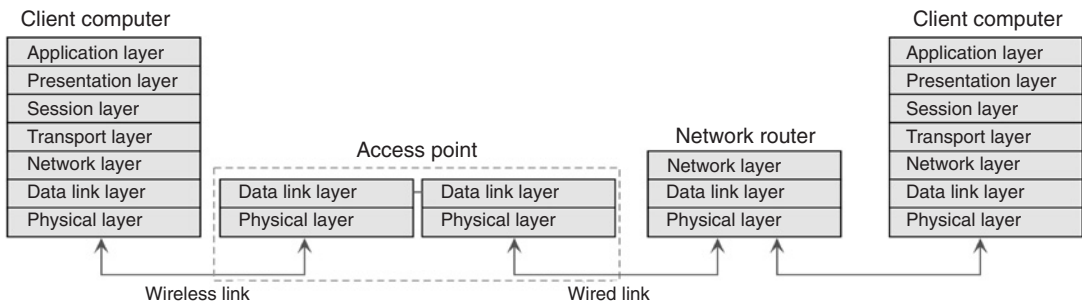 Client computer
Application layer
Presentation layer
Session layer
Transport layer
Network layer
Data link layer
Physical layer
Access point
Data link layer
Physical layer
Data link layer
Physical layer
Network router
Network layer
Data link layer
Physical layer
Client computer
Application layer
Presentation layer
Session layer
Transport layer
Network layer
Data link layer
Physical layer
Wireless link
Wired link